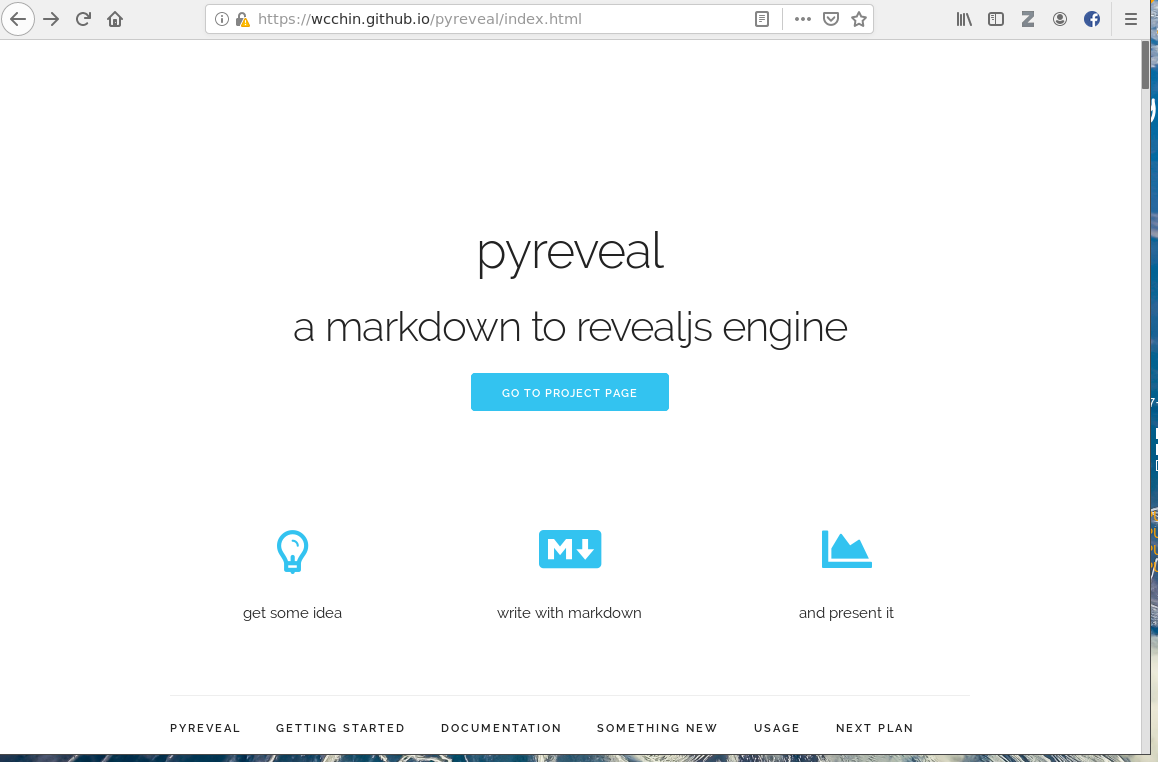 https://wcchin.github.io/pyreveal/index.html
pyreveal
a markdown to revealjs engine
GO TO PROJECT PAGE
get some idea
write with markdown
and present it
PYREVEAL
GETTING STARTED
DOCUMENTATION
SOMETHING NEW
USAGE
NEXT PLAN